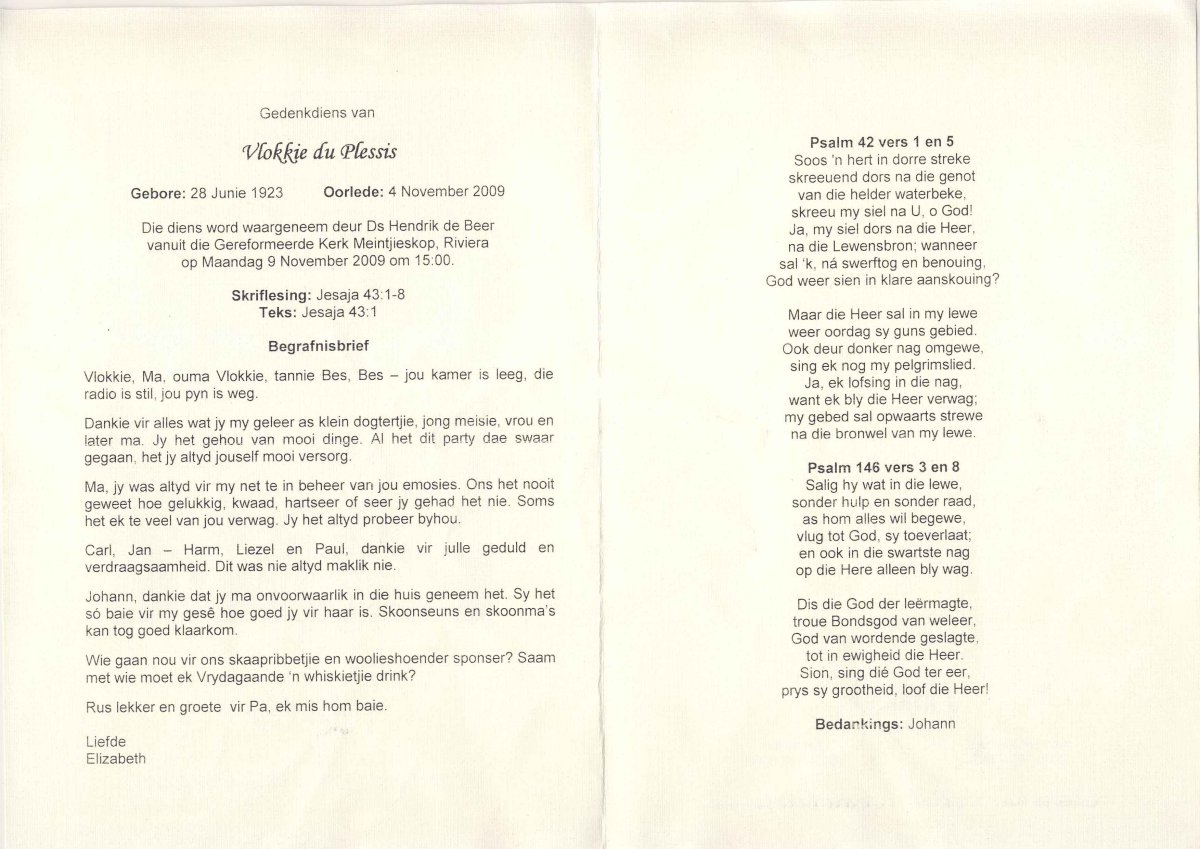 Gedenkdiens van
Vlokkie du Plessis
Gebore: 28 Junie 1923 Oorlede: 4 November 2009
Die diens word waargeneem deur Ds Hendrik de Beer
vanuit die Gereformeerde Kerk Meintjieskop, Riviera
op Maandag 9 November 2009 om 15:00.
Skriflesing: Jesaja 43:1-8
Teks: Jesaja 43:1
Begrafnisbrief
Vlokkie, Ma, ouma Vlokkie, tannie Bes, Bes – jou kamer is leeg, die
radio is stil, jou pyn is weg.
Dankie vir alles wat jy my geleer as klein dogtertjie, jong meisie, vrou en
later ma. Jy het gehou van mooi dinge. Al het dit party dae swaar
gegaan, het jy altyd jouself mooi versorg.
Ma, jy was altyd vir my net te in beheer van jou emosies. Ons het nooit
geweet hoe gelukkig, kwaad, hartseer of seer jy gehad het nie. Soms
het ek te veel van jou verwag. Jy het altyd probeer byhou.
Carl, Jan – Harm, Liezel en Paul, dankie vir julle geduld en
verdraagsaamheid. Dit was nie altyd maklik nie.
Johann, dankie dat jy ma onvoorwaarlik in die huis geneem het. Sy het
só baie vir my gesê hoe goed jy vir haar is. Skoonseuns en skoonma's
kan tog goed klaarkom.
Wie gaan nou vir ons skaapribbetjie en woolieshoender sponser? Saam
met wie moet ek Vrydagaande 'n whiskietjie drink?
Rus lekker en groete vir Pa, ek mis hom baie.
Liefde
Elizabeth
Psalm 42 vers 1 en 5
Soos 'n hert in dorre streke
skreeuend dors na die genot
van die helder waterbeke,
skreeu my siel na U, o God!
Ja, my siel dors na die Heer,
na die Lewensbron; wanneer
sal 'k, ná swerftog en benouing,
God weer sien in klare aanskouing?
Maar die Heer sal in my lewe
weer oordag sy guns gebied.
Ook deur donker nag omgewe,
sing ek nog my pelgrimslied.
Ja, ek lofsing in die nag,
want ek bly die Heer verwag;
my gebed sal opwaarts strewe
na die bronwel van my lewe.
Psalm 146 vers 3 en 8
Salig hy wat in die lewe,
sonder hulp en sonder raad,
as hom alles wil begewe,
vlug tot God, sy toeverlaat;
en ook in die swartste nag
op die Here alleen bly wag.
Dis die God der leërmagte,
troue Bondsgod van weleer,
God van wordende geslagte,
tot in ewigheid die Heer.
Sion, sing dié God ter eer,
prys sy grootheid, loof die Heer!
Bedankings: Johann